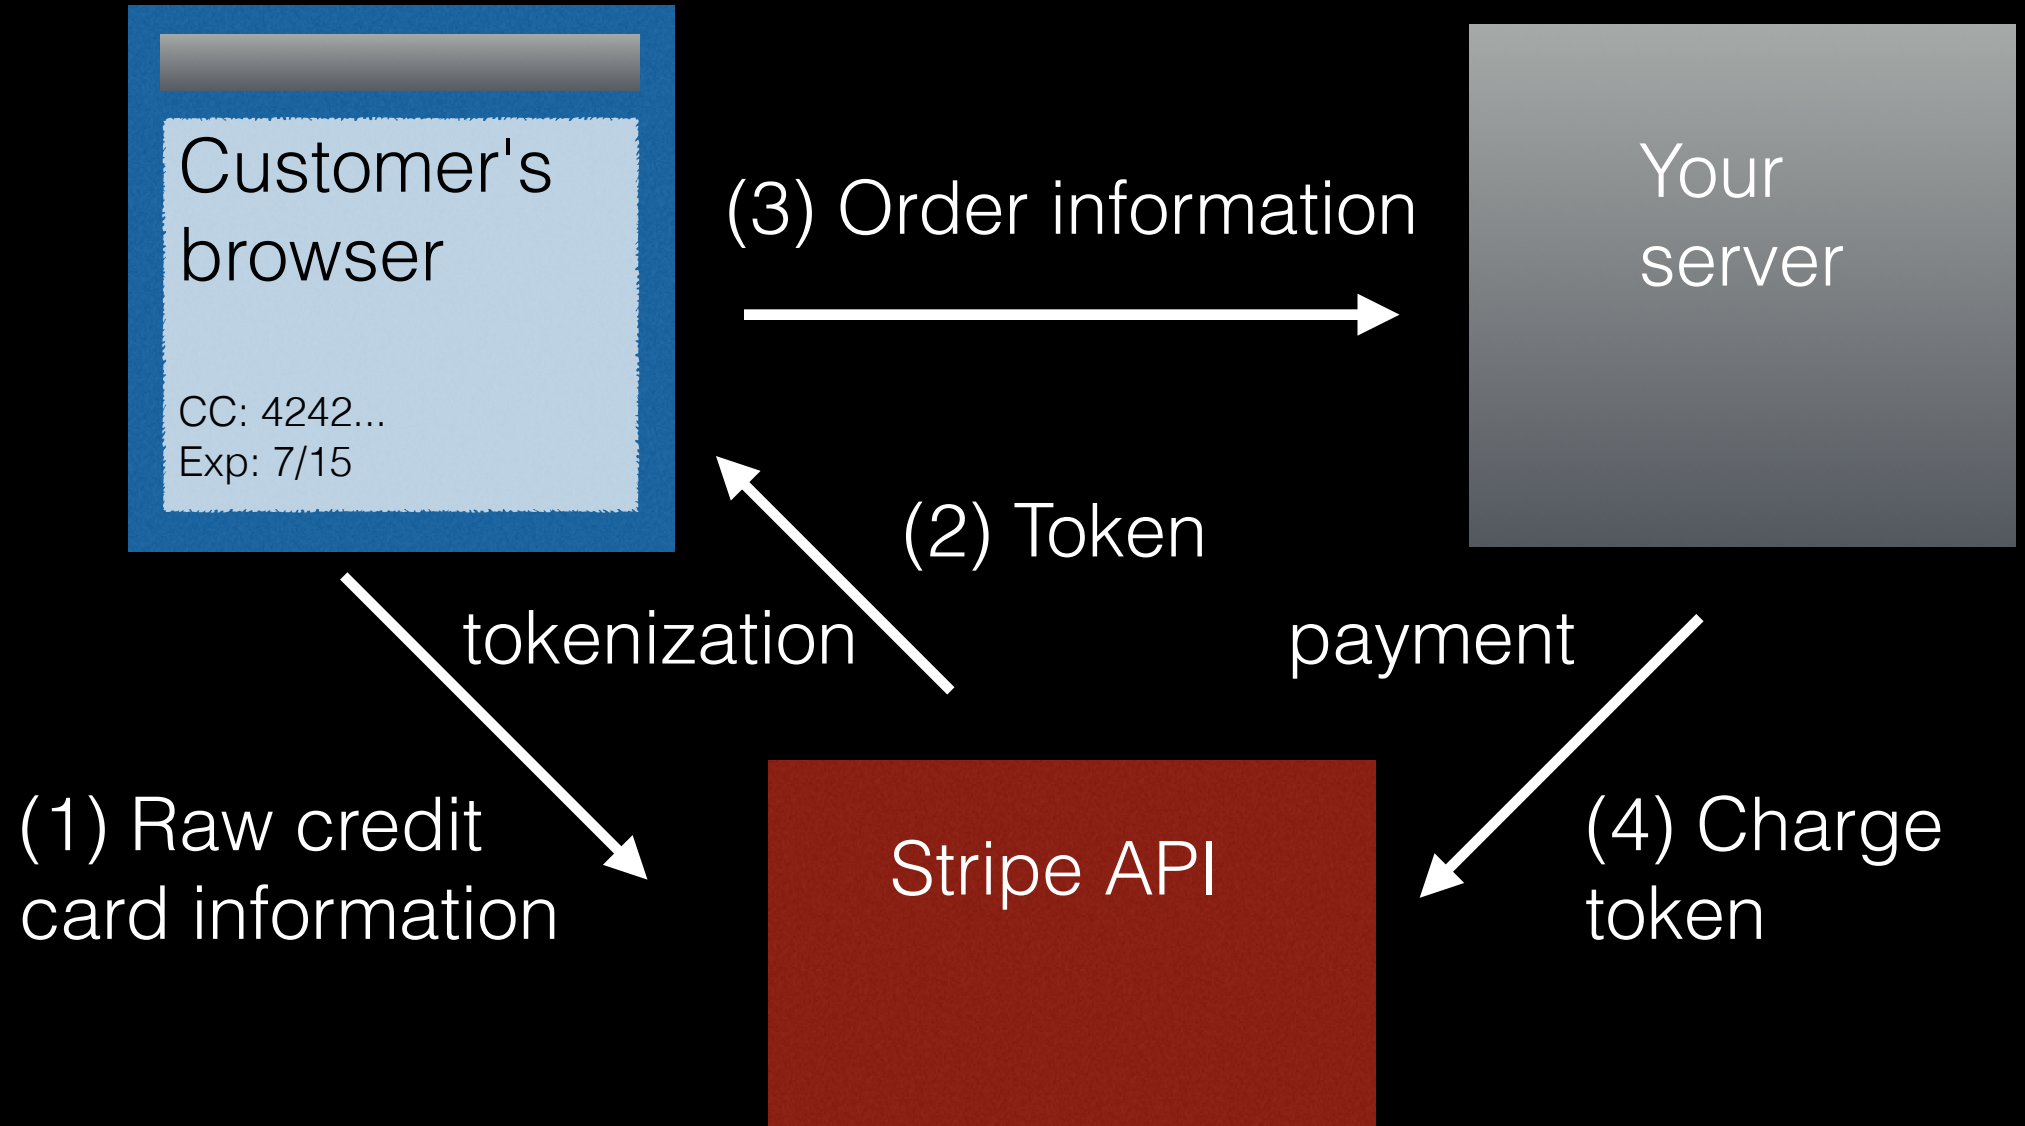 Customer's
browser
CC: 4242...
Exp: 7/15
(3) Order information
Your
server
(2) Token
tokenization
payment
(1) Raw credit
card information
Stripe API
(4) Charge
token